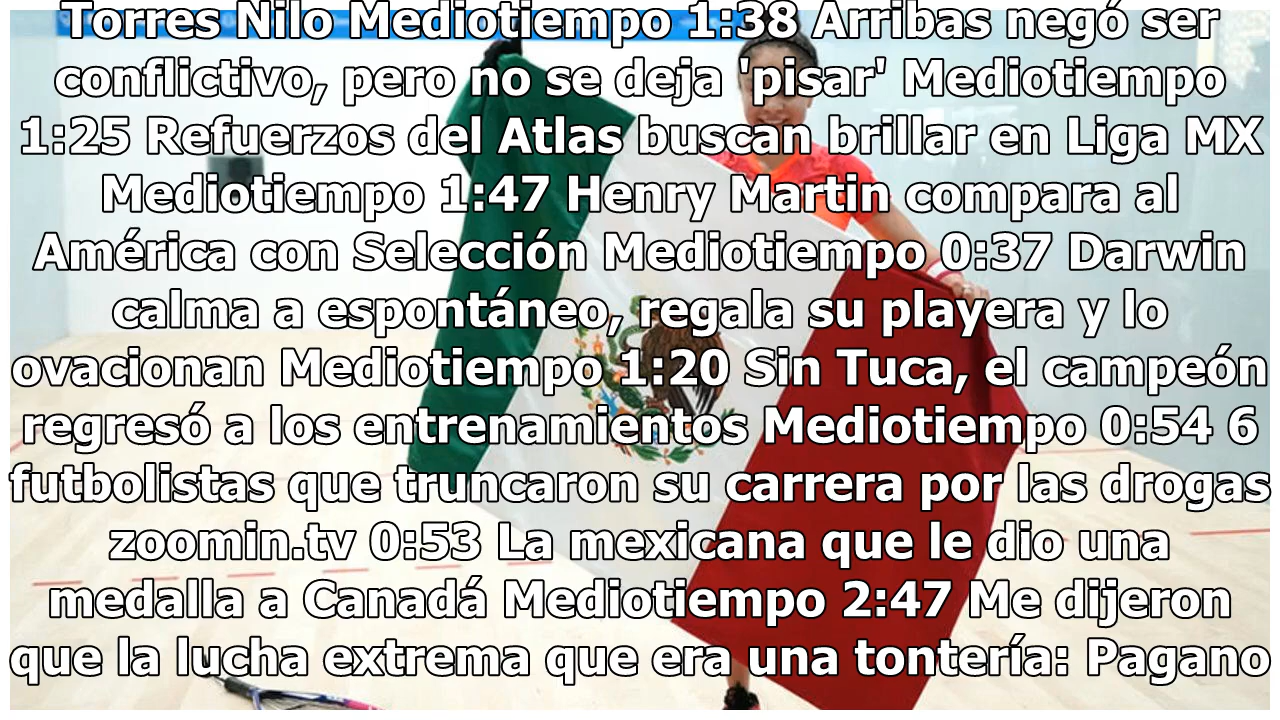 Torres Nilo Mediotiempo 1:38 Arribas negó ser
conflictivo, pero no se deja 'pisar' Mediotiempo
1:25 Refuerzos del Atlas buscan brillar en Liga MX
Mediotiempo 1:47 Henry Martin compara al
América con Selección Mediotiempo 0:37 Darwin
calma a espontáneo, regala su playera y lo
ovacionan Mediotiempo 1:20 Sin Tuca, el campeón
regresó a los entrenamientos Mediotiempo 0:54 6
futbolistas que truncaron su carrera por las drogas
zoomin.tv 0:53 La mexicana que le dio una
medalla a Canadá Mediotiempo 2:47 Me dijeron
que la lucha extrema que era una tontería: Pagano